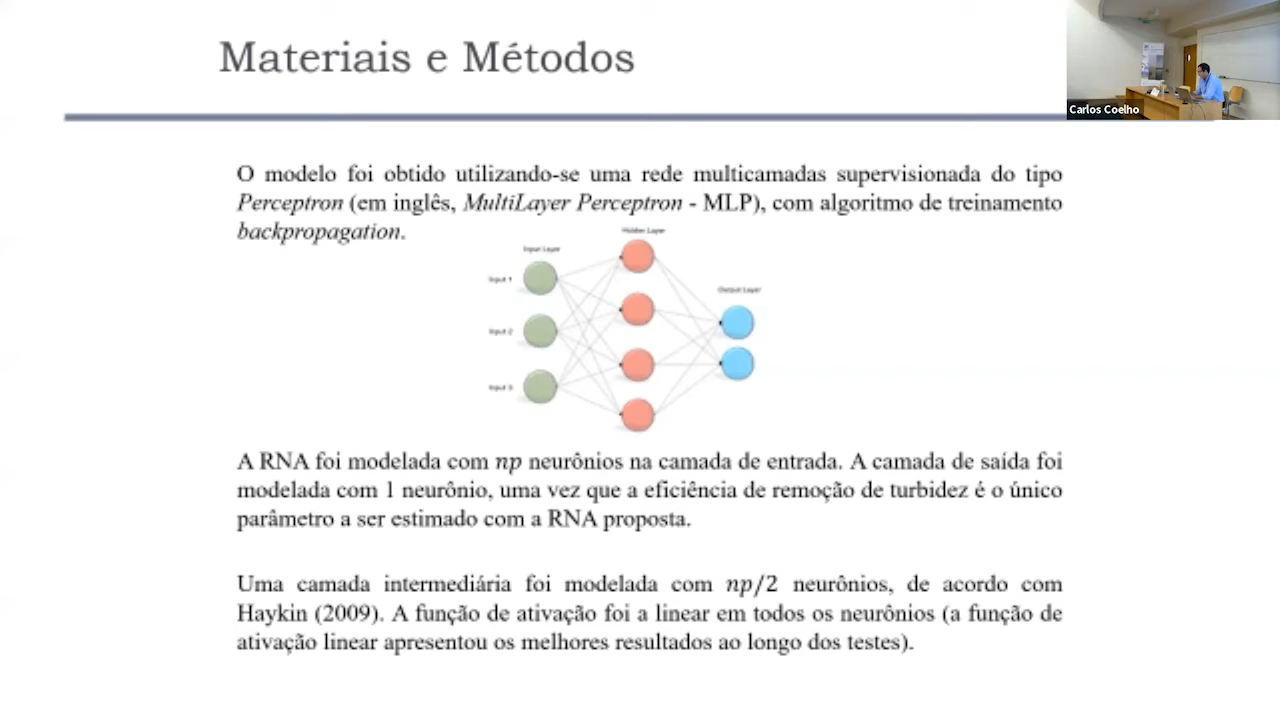 Materiais e Métodos
Carlos Coelho
O modelo foi obtido utilizando-se uma rede multicamadas supervisionada do tipo
Perceptron (em inglês, MultiLayer Perceptron - MLP), com algoritmo de treinamento
backpropagation.
Hidden Layer
Input Layer
Input 1
Output Layer
Input 2
Input 3
A RNA foi modelada com np neurônios na camada de entrada. A camada de saída foi
modelada com 1 neurônio, uma vez que a eficiência de remoção de turbidez é o único
parâmetro a ser estimado com a RNA proposta.
Uma camada intermediária foi modelada com np/2 neurônios, de acordo com
Haykin (2009). A função de ativação foi a linear em todos os neurônios (a função de
ativação linear apresentou os melhores resultados ao longo dos testes).